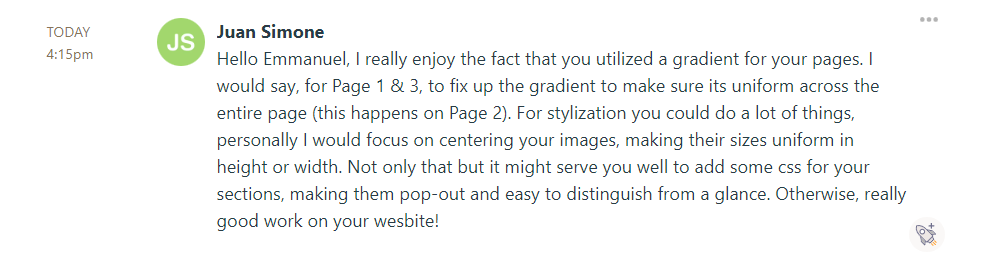 TODAY
4:15pm
JS
Juan Simone
Hello Emmanuel, I really enjoy the fact that you utilized a gradient for your pages. I
would say, for Page 1 & 3, to fix up the gradient to make sure its uniform across the
entire page (this happens on Page 2). For stylization you could do a lot of things,
personally I would focus on centering your images, making their sizes uniform in
height or width. Not only that but it might serve you well to add some css for your
sections, making them pop-out and easy to distinguish from a glance. Otherwise, really
good work on your wesbite!